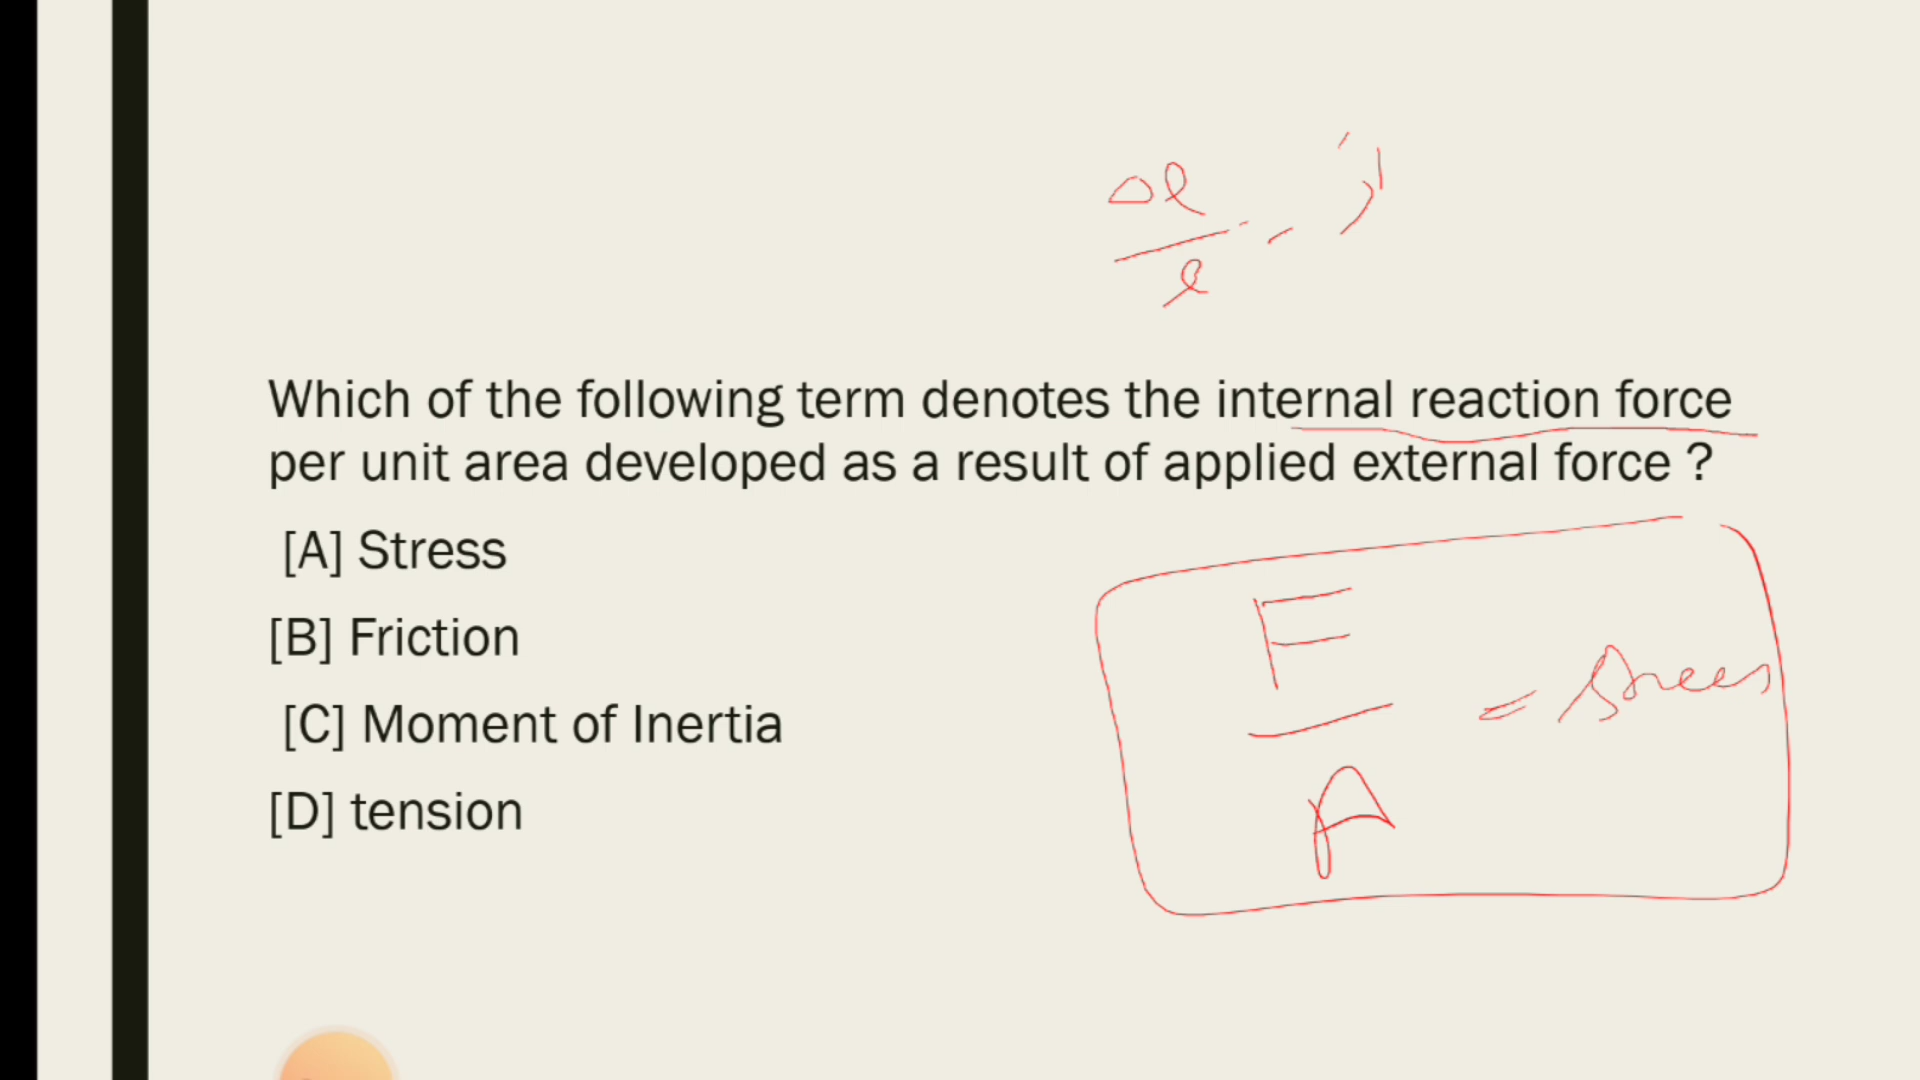 Δl
l
Which of the following term denotes the internal reaction force
per unit area developed as a result of applied external force ?
[A] Stress
[B] Friction
[C] Moment of Inertia
[D] tension
F
A
= Stress